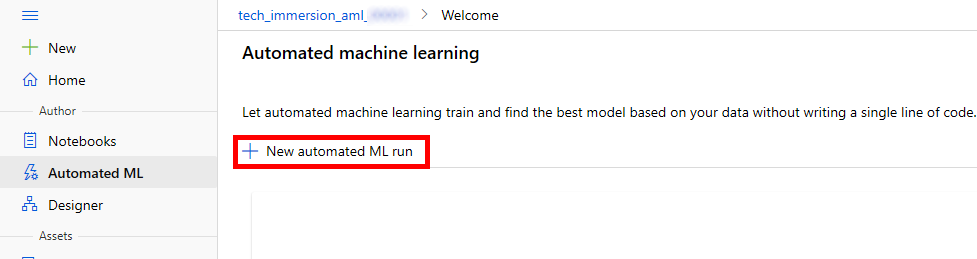 tech_immersion_aml_ > Welcome
New
Automated machine learning
Home
Author
Let automated machine learning train and find the best model based on your data without writing a single line of code.
Notebooks
New automated ML run
Automated ML
Designer
Assets